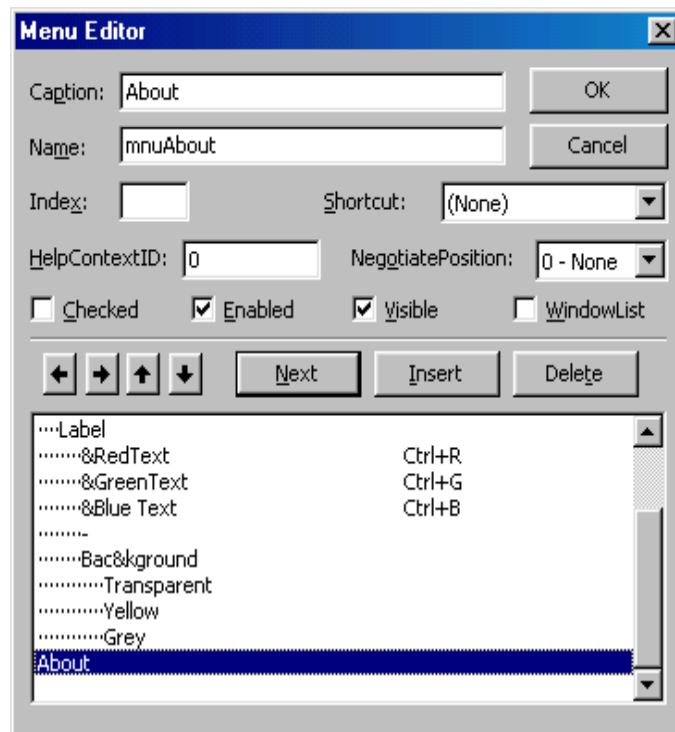 Menu Editor
Caption: About OK
Name: mnuAbout Cancel
Index: Shortcut: (None)
HelpContextID: 0 NegotiatePosition: 0 - None
Checked Enabled Visible WindowList
Next Insert Delete
····Label
········&RedText Ctrl+R
········&GreenText Ctrl+G
········&Blue Text Ctrl+B
········-
········Bac&kground
············Transparent
············Yellow
············Grey
About